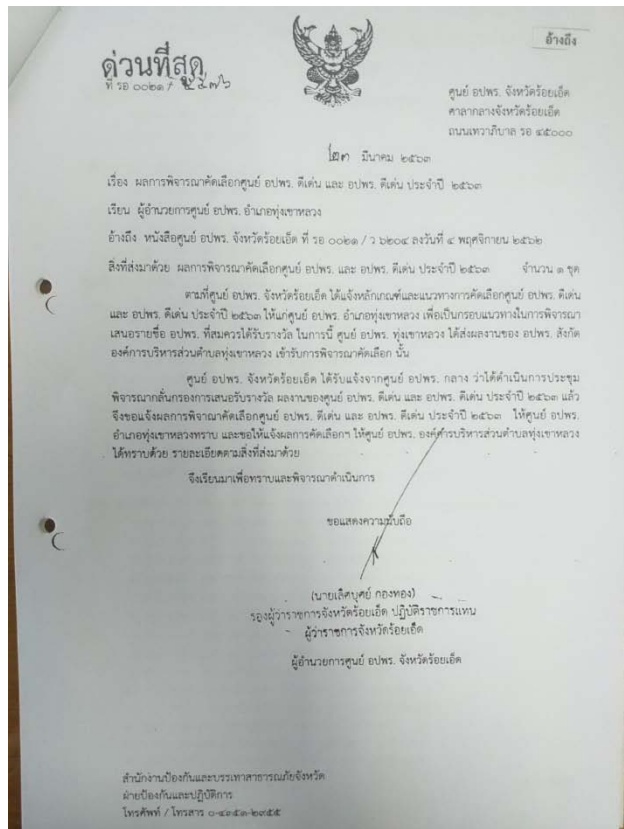 อ้างถึง
ด่วนที่สุด
ที่ รอ ๐๐๒๑ /
ศูนย์ อปพร. จังหวัดร้อยเอ็ด
ศาลากลางจังหวัดร้อยเอ็ด
ถนนเทวาภิบาล รอ ๔๕๐๐๐
๒๓ มีนาคม ๒๕๖๓
เรื่อง ผลการพิจารณาคัดเลือกศูนย์ อปพร. ดีเด่น และ อปพร. ดีเด่น ประจำปี ๒๕๖๓
เรียน ผู้อำนวยการศูนย์ อปพร. อำเภอทุ่งเขาหลวง
อ้างถึง หนังสือศูนย์ อปพร. จังหวัดร้อยเอ็ด ที่ รอ ๐๐๒๑ / ว ๖๒๐๔ ลงวันที่ ๔ พฤศจิกายน ๒๕๖๒
สิ่งที่ส่งมาด้วย ผลการพิจารณาคัดเลือกศูนย์ อปพร. และ อปพร. ดีเด่น ประจำปี ๒๕๖๓ จำนวน ๑ ชุด
ตามที่ศูนย์ อปพร. จังหวัดร้อยเอ็ด ได้แจ้งหลักเกณฑ์และแนวทางการคัดเลือกศูนย์ อปพร. ดีเด่น
และ อปพร. ดีเด่น ประจำปี ๒๕๖๓ ให้แก่ศูนย์ อปพร. อำเภอทุ่งเขาหลวง เพื่อเป็นกรอบแนวทางในการพิจารณา
เสนอรายชื่อ อปพร. ที่สมควรได้รับรางวัล ในการนี้ ศูนย์ อปพร. ทุ่งเขาหลวง ได้ส่งผลงานของ อปพร. สังกัด
องค์การบริหารส่วนตำบลทุ่งเขาหลวง เข้ารับการพิจารณาคัดเลือก นั้น
ศูนย์ อปพร. จังหวัดร้อยเอ็ด ได้รับแจ้งจากศูนย์ อปพร. กลาง ว่าได้ดำเนินการประชุม
พิจารณากลั่นกรองการเสนอรับรางวัล ผลงานของศูนย์ อปพร. ดีเด่น และ อปพร. ดีเด่น ประจำปี ๒๕๖๓ แล้ว
จึงขอแจ้งผลการพิจาณาคัดเลือกศูนย์ อปพร. ดีเด่น และ อปพร. ดีเด่น ประจำปี ๒๕๖๓ ให้ศูนย์ อปพร.
อำเภอทุ่งเขาหลวงทราบ และขอให้แจ้งผลการคัดเลือกฯ ให้ศูนย์ อปพร. องค์การบริหารส่วนตำบลทุ่งเขาหลวง
ได้ทราบด้วย รายละเอียดตามสิ่งที่ส่งมาด้วย
จึงเรียนมาเพื่อทราบและพิจารณาดำเนินการ
ขอแสดงความนับถือ
(นายเลิศบุศย์ กองทอง)
รองผู้ว่าราชการจังหวัดร้อยเอ็ด ปฏิบัติราชการแทน
ผู้ว่าราชการจังหวัดร้อยเอ็ด
ผู้อำนวยการศูนย์ อปพร. จังหวัดร้อยเอ็ด
สำนักงานป้องกันและบรรเทาสาธารณภัยจังหวัด
ฝ่ายป้องกันและปฏิบัติการ
โทรศัพท์ / โทรสาร ๐-๔๓๕๑-๒๙๕๕